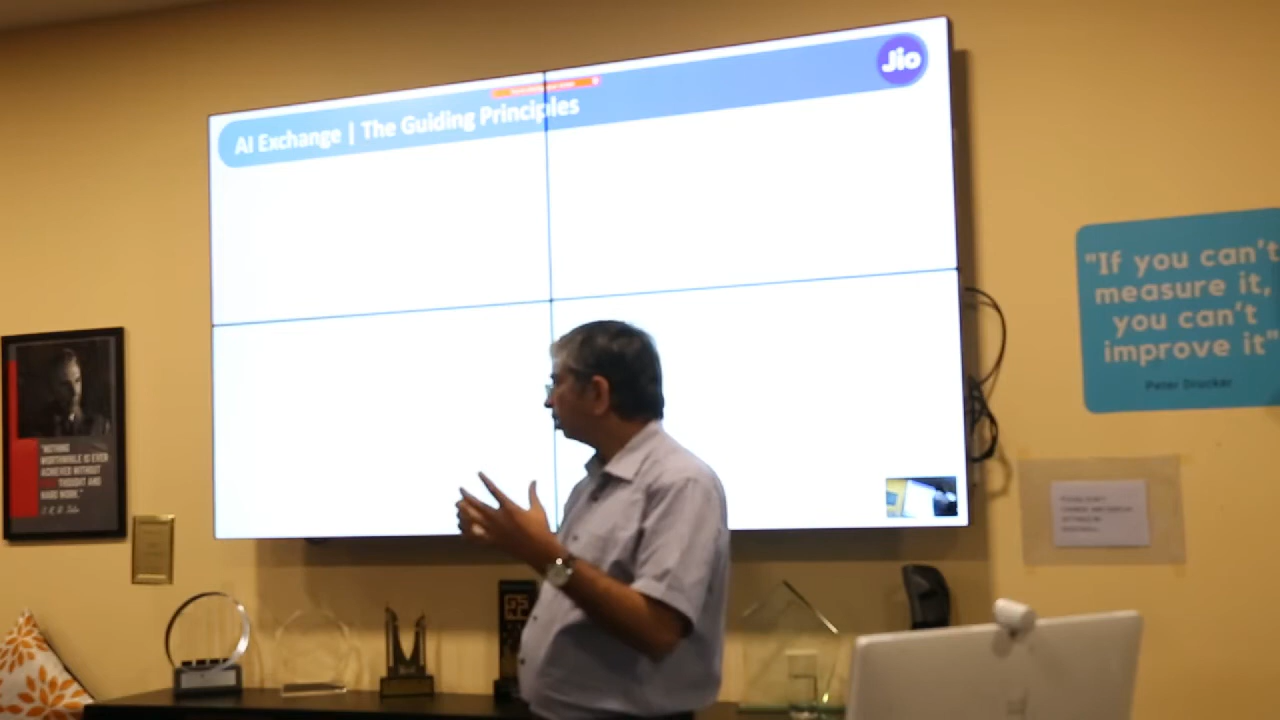 Jio
AI Exchange | The Guiding Principles
"If you can't
measure it,
you can't
improve it"
Peter Drucker
"NOTHING
WORTHWHILE IS EVER
ACHIEVED WITHOUT
THOUGHT AND
HARD WORK."